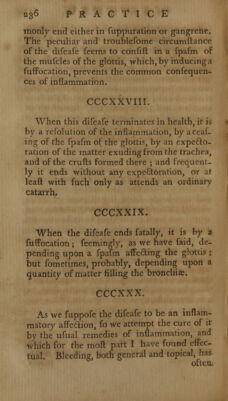 236 PRACTICE
monly end either in ſuppuration or gangrene.
The peculiar and troubleſome circumſtance
of the diſeaſe ſeems to conſiſt in a ſpaſm of
the muſcles of the glottis, which, by inducing a
ſuffocation, prevents the common conſequen-
ces of inflammation.
CCCXXVIII.
When this diſeaſe terminates in health, it is
by a reſolution of the inflammation, by a ceaſ-
ing of the ſpaſm of the glottis, by an expecto-
ration of the matter exuding from the trachea,
and of the cruſts formed there ; and frequent-
ly it ends without any expectoration, or at
leaſt with ſuch only as attends an ordinary
catarrh.
CCCXXIX.
When the diſeaſe ends fatally, it is by a
ſuffocation ; ſeemingly, as we have ſaid, de-
pending upon a ſpaſm affecting the glottis ;
but ſometimes, probably, depending upon a
quantity of matter filling the bronchiæ.
CCCXXX.
As we ſuppoſe the diſeaſe to be an inflam-
matory affection, ſo we attempt the cure of it
by the uſual remedies of inflammation, and
which for the moſt part I have found effec-
tual. Bleeding, both general and topical, has
often